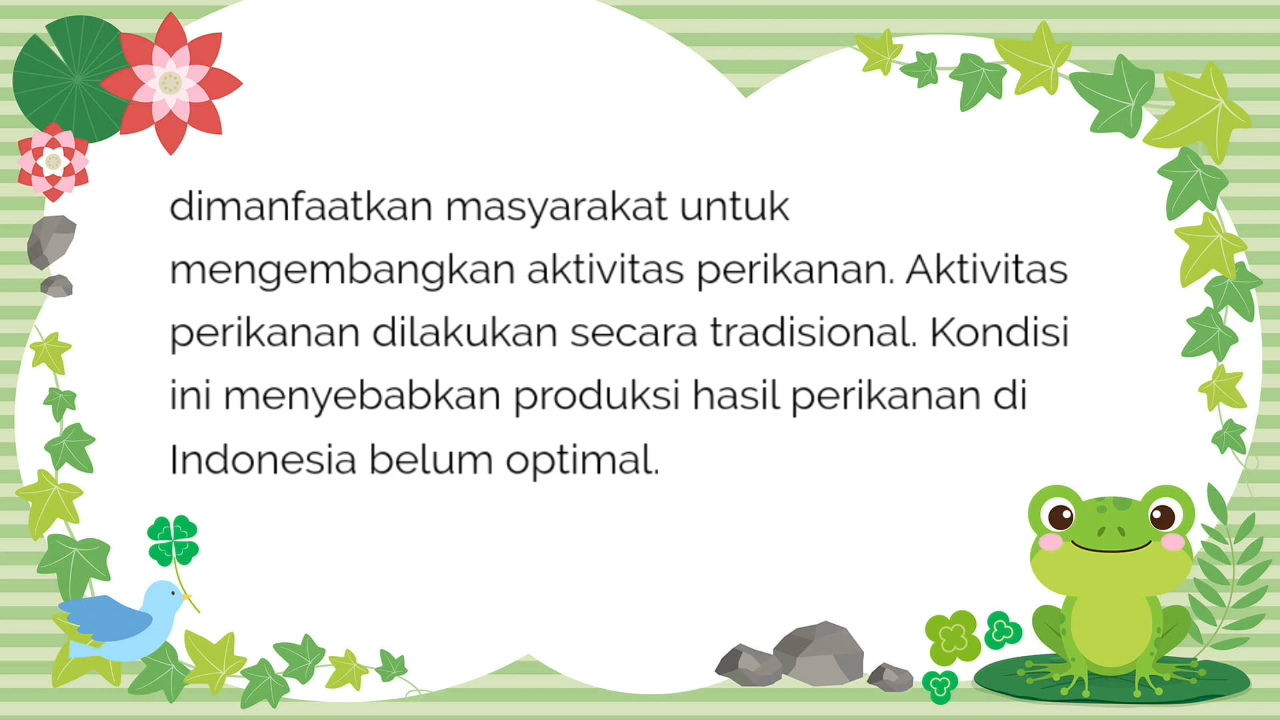 dimanfaatkan masyarakat untuk
mengembangkan aktivitas perikanan. Aktivitas
perikanan dilakukan secara tradisional. Kondisi
ini menyebabkan produksi hasil perikanan di
Indonesia belum optimal.